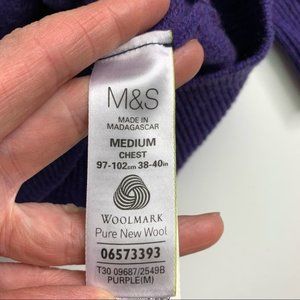 M&S
MADE IN
MADAGASCAR
MEDIUM
CHEST
97-102cm 38-40in
WOOLMARK
Pure New Wool
06573393
T30 09687/2549B
PURPLE(M)